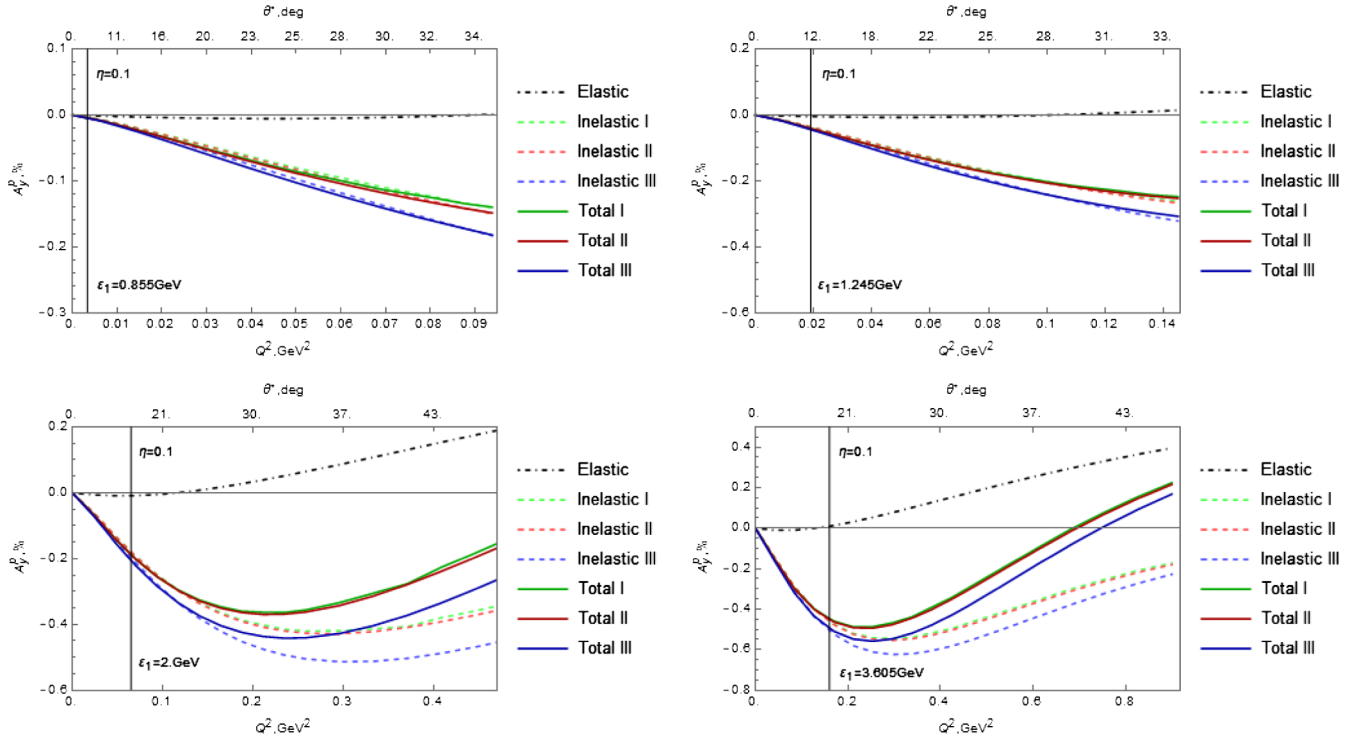 θ*,deg
0. 11. 16. 20. 23. 25. 28. 30. 32. 34.
0.1
η=0.1
0.0
−0.1
A_y^p,%
−0.2
ε₁=0.855GeV
−0.3
0. 0.01 0.02 0.03 0.04 0.05 0.06 0.07 0.08 0.09
Q²,GeV²
Elastic
Inelastic I
Inelastic II
Inelastic III
Total I
Total II
Total III
θ*,deg
0. 12. 18. 22. 25. 28. 31. 33.
0.2
η=0.1
0.0
−0.2
A_y^p,%
−0.4
ε₁=1.245GeV
−0.6
0. 0.02 0.04 0.06 0.08 0.1 0.12 0.14
Q²,GeV²
Elastic
Inelastic I
Inelastic II
Inelastic III
Total I
Total II
Total III
θ*,deg
0. 21. 30. 37. 43.
0.2
η=0.1
0.0
−0.2
A_y^p,%
−0.4
ε₁=2.GeV
−0.6
0. 0.1 0.2 0.3 0.4
Q²,GeV²
Elastic
Inelastic I
Inelastic II
Inelastic III
Total I
Total II
Total III
θ*,deg
0. 21. 30. 37. 43.
0.4
η=0.1
0.2
0.0
−0.2
A_y^p,%
−0.4
−0.6
ε₁=3.605GeV
−0.8
0. 0.2 0.4 0.6 0.8
Q²,GeV²
Elastic
Inelastic I
Inelastic II
Inelastic III
Total I
Total II
Total III